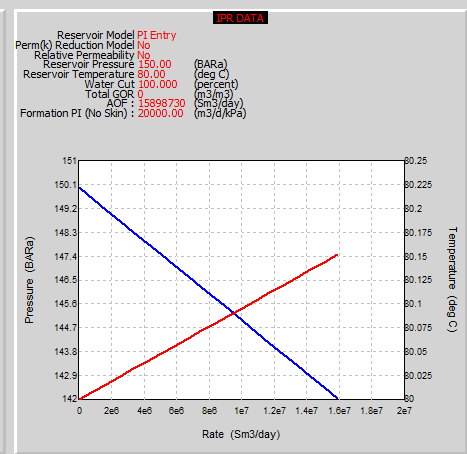 IPR DATA
Reservoir Model PI Entry
Perm(k) Reduction Model No
Relative Permeability No
Reservoir Pressure 150.00 (BARa)
Reservoir Temperature 80.00 (deg C)
Water Cut 100.000 (percent)
Total GOR 0 (m3/m3)
AOF : 15898730 (Sm3/day)
Formation PI (No Skin) : 20000.00 (m3/d/kPa)
151 80.25
150.1 80.225
149.2 80.2
148.3 80.175
147.4 80.15
146.5 80.125
145.6 80.1
144.7 80.075
143.8 80.05
142.9 80.025
142 80
Pressure (BARa)
Temperature (deg C)
0 2e6 4e6 6e6 8e6 1e7 1.2e7 1.4e7 1.6e7 1.8e7 2e7
Rate (Sm3/day)